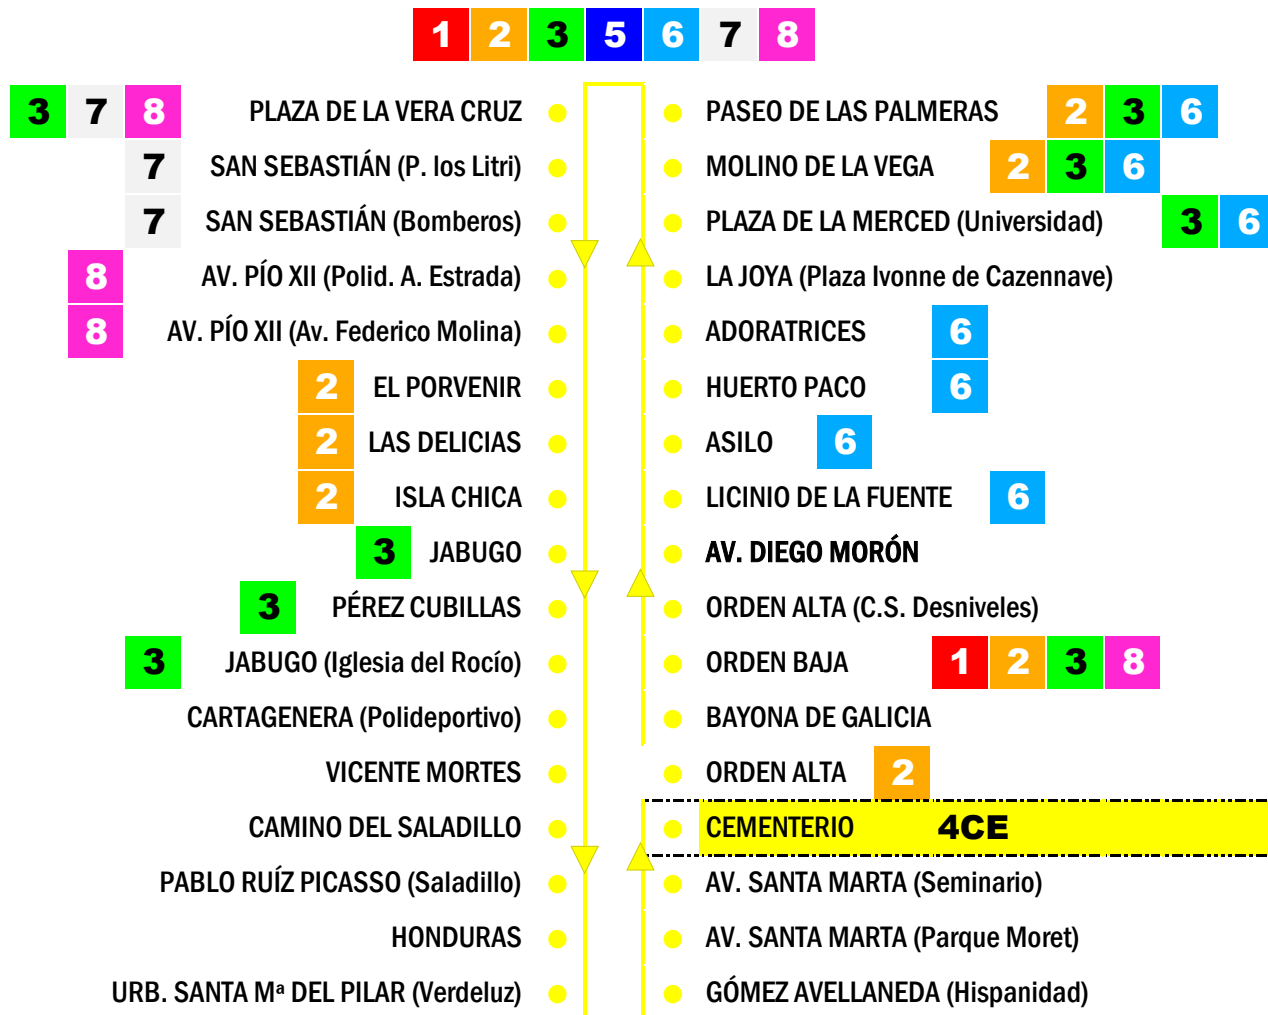 1 2 3 5 6 7 8
3 7 8 PLAZA DE LA VERA CRUZ
7 SAN SEBASTIÁN (P. los Litri)
7 SAN SEBASTIÁN (Bomberos)
8 AV. PÍO XII (Polid. A. Estrada)
8 AV. PÍO XII (Av. Federico Molina)
2 EL PORVENIR
2 LAS DELICIAS
2 ISLA CHICA
3 JABUGO
3 PÉREZ CUBILLAS
3 JABUGO (Iglesia del Rocío)
CARTAGENERA (Polideportivo)
VICENTE MORTES
CAMINO DEL SALADILLO
PABLO RUÍZ PICASSO (Saladillo)
HONDURAS
URB. SANTA Mª DEL PILAR (Verdeluz)
PASEO DE LAS PALMERAS 2 3 6
MOLINO DE LA VEGA 2 3 6
PLAZA DE LA MERCED (Universidad) 3 6
LA JOYA (Plaza Ivonne de Cazennave)
ADORATRICES 6
HUERTO PACO 6
ASILO 6
LICINIO DE LA FUENTE 6
AV. DIEGO MORÓN
ORDEN ALTA (C.S. Desniveles)
ORDEN BAJA 1 2 3 8
BAYONA DE GALICIA
ORDEN ALTA 2
CEMENTERIO 4CE
AV. SANTA MARTA (Seminario)
AV. SANTA MARTA (Parque Moret)
GÓMEZ AVELLANEDA (Hispanidad)